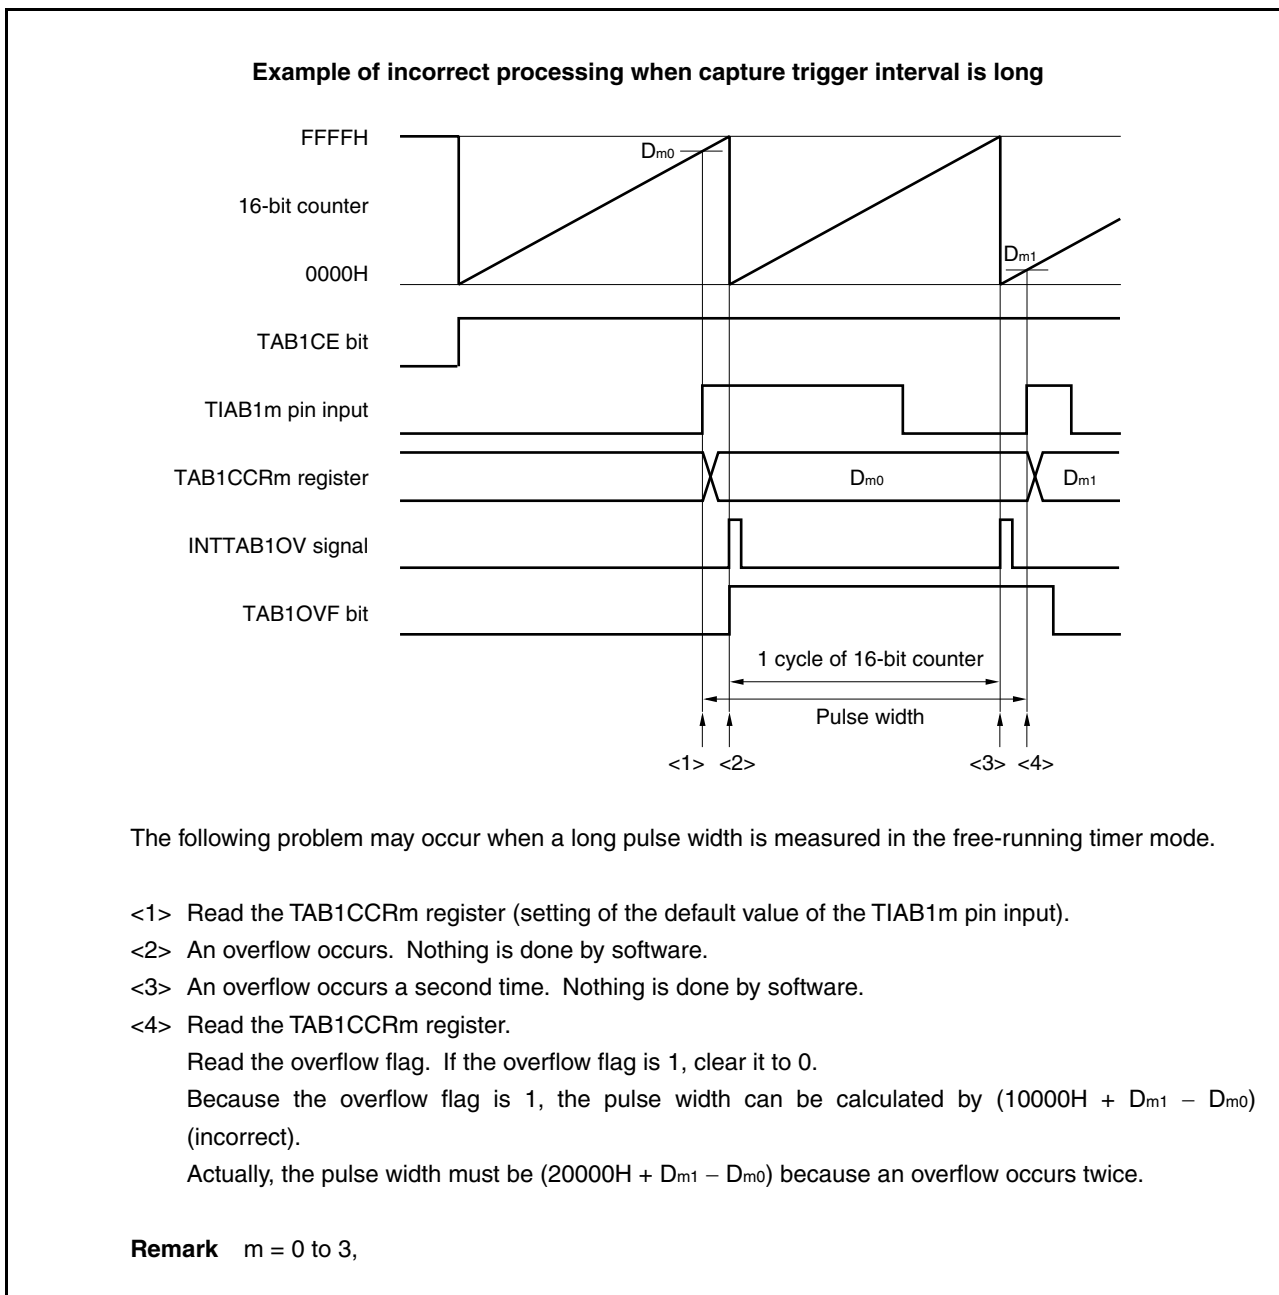 Example of incorrect processing when capture trigger interval is long
FFFFH
Dm0
16-bit counter
Dm1
0000H
TAB1CE bit
TIAB1m pin input
TAB1CCRm register
Dm0
Dm1
INTTAB1OV signal
TAB1OVF bit
1 cycle of 16-bit counter
Pulse width
<1> <2> <3> <4>
The following problem may occur when a long pulse width is measured in the free-running timer mode.
<1> Read the TAB1CCRm register (setting of the default value of the TIAB1m pin input).
<2> An overflow occurs. Nothing is done by software.
<3> An overflow occurs a second time. Nothing is done by software.
<4> Read the TAB1CCRm register.
Read the overflow flag. If the overflow flag is 1, clear it to 0.
Because the overflow flag is 1, the pulse width can be calculated by (10000H + Dm1 − Dm0)
(incorrect).
Actually, the pulse width must be (20000H + Dm1 − Dm0) because an overflow occurs twice.
Remark m = 0 to 3,